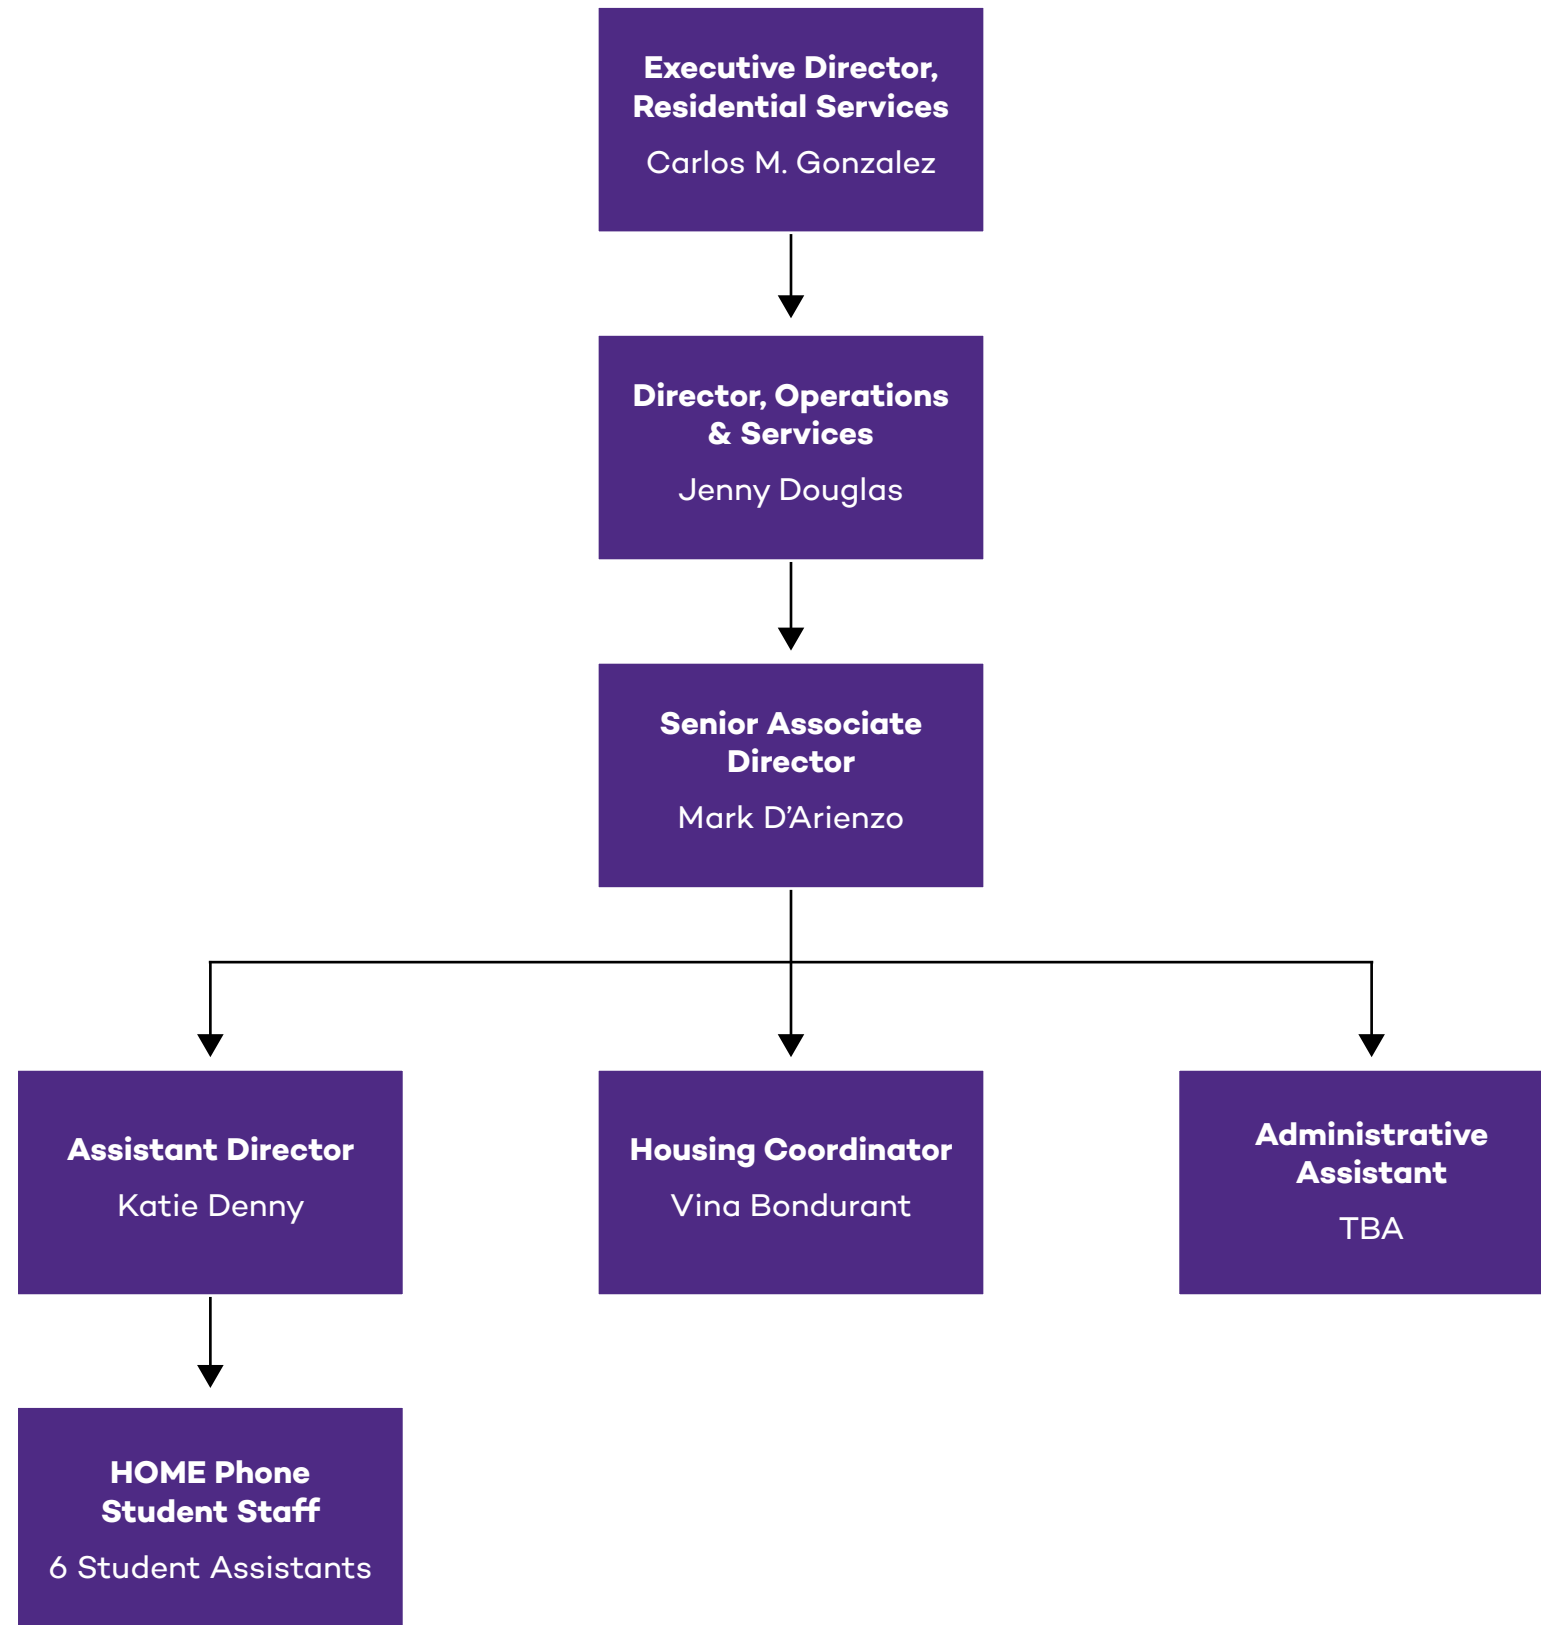 Executive Director,
Residential Services
Carlos M. Gonzalez
Director, Operations
& Services
Jenny Douglas
Senior Associate
Director
Mark D’Arienzo
Assistant Director
Katie Denny
Housing Coordinator
Vina Bondurant
Administrative
Assistant
TBA
HOME Phone
Student Staff
6 Student Assistants